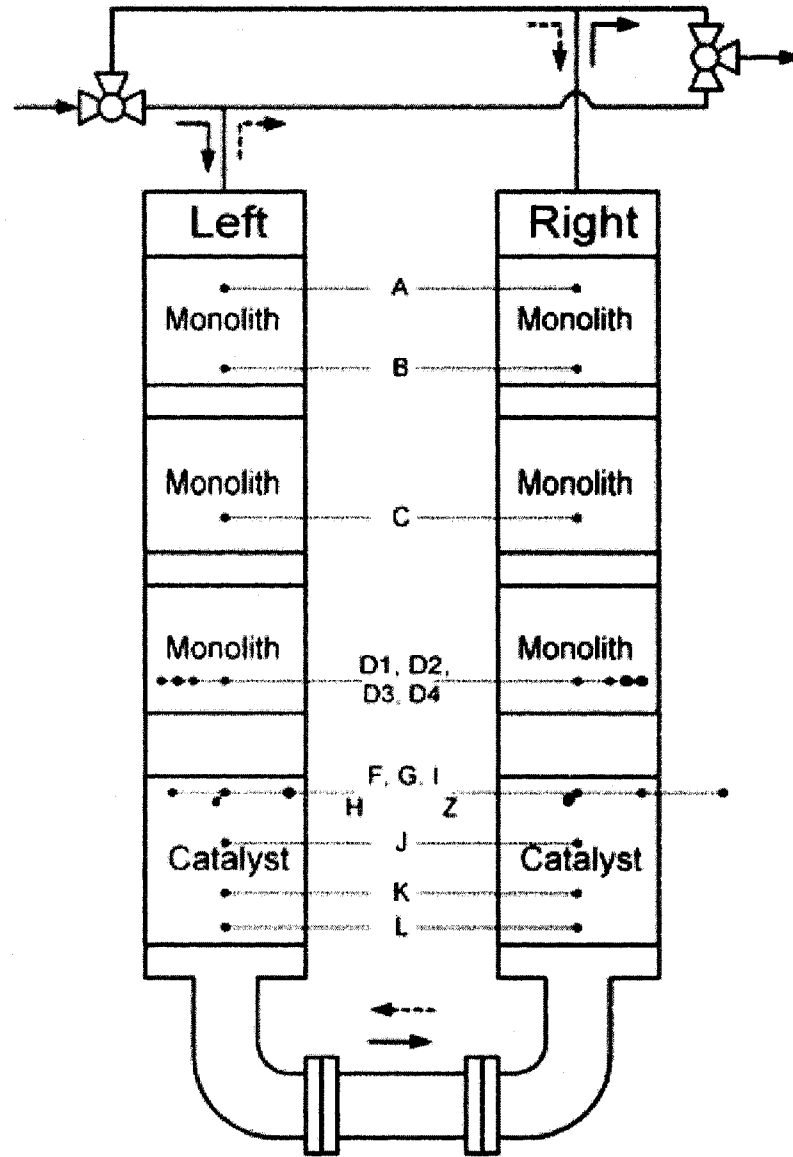 Left Right
Monolith A Monolith
B
Monolith Monolith
C
Monolith D1, D2, Monolith
D3, D4
F, G, I
H Z
Catalyst J Catalyst
K
L